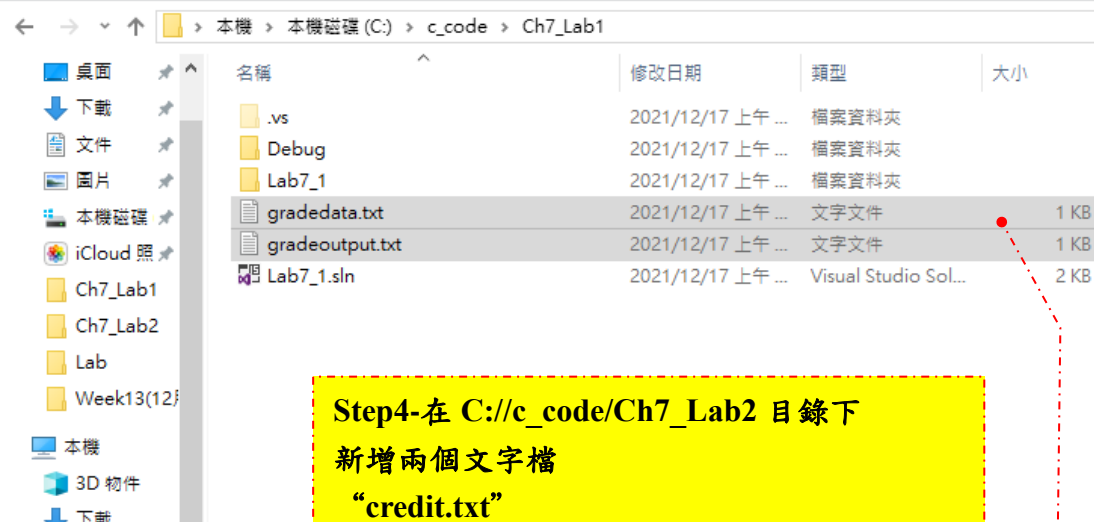 本機 › 本機磁碟 (C:) › c_code › Ch7_Lab1
名稱 修改日期 類型 大小
桌面
下載
文件
圖片
本機磁碟
iCloud 照
Ch7_Lab1
Ch7_Lab2
Lab
Week13(12月
本機
3D 物件
下載
.vs 2021/12/17 上午 ... 檔案資料夾
Debug 2021/12/17 上午 ... 檔案資料夾
Lab7_1 2021/12/17 上午 ... 檔案資料夾
gradedata.txt 2021/12/17 上午 ... 文字文件 1 KB
gradeoutput.txt 2021/12/17 上午 ... 文字文件 1 KB
Lab7_1.sln 2021/12/17 上午 ... Visual Studio Sol... 2 KB
Step4-在 C://c_code/Ch7_Lab2 目錄下
新增兩個文字檔
“credit.txt”